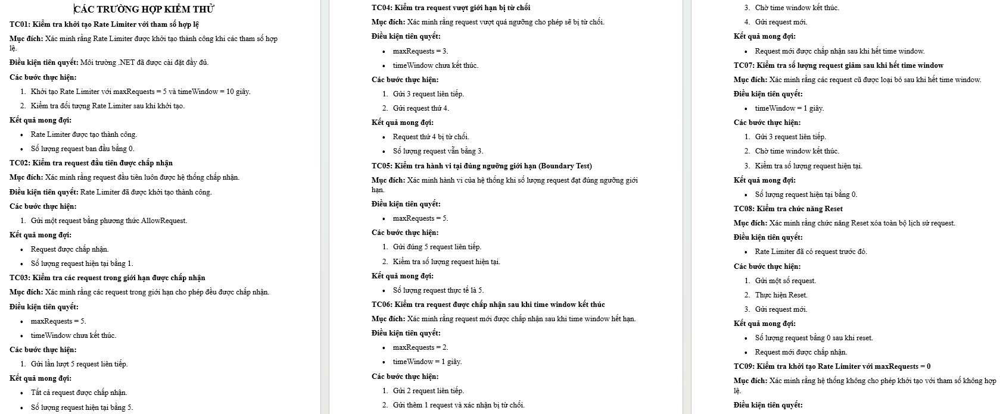 CÁC TRƯỜNG HỢP KIỂM THỬ
TC01: Kiểm tra khởi tạo Rate Limiter với tham số hợp lệ
Mục đích: Xác minh rằng Rate Limiter được khởi tạo thành công khi các tham số hợp
lệ.
Điều kiện tiên quyết: Môi trường .NET đã được cài đặt đầy đủ.
Các bước thực hiện:
1. Khởi tạo Rate Limiter với maxRequests = 5 và timeWindow = 10 giây.
2. Kiểm tra đối tượng Rate Limiter sau khi khởi tạo.
Kết quả mong đợi:
• Rate Limiter được tạo thành công.
• Số lượng request ban đầu bằng 0.
TC02: Kiểm tra request đầu tiên được chấp nhận
Mục đích: Xác minh rằng request đầu tiên luôn được hệ thống chấp nhận.
Điều kiện tiên quyết: Rate Limiter đã được khởi tạo thành công.
Các bước thực hiện:
1. Gửi một request bằng phương thức AllowRequest.
Kết quả mong đợi:
• Request được chấp nhận.
• Số lượng request hiện tại bằng 1.
TC03: Kiểm tra các request trong giới hạn được chấp nhận
Mục đích: Xác minh rằng các request trong giới hạn cho phép đều được chấp nhận.
Điều kiện tiên quyết:
• maxRequests = 5.
• timeWindow chưa kết thúc.
Các bước thực hiện:
1. Gửi lần lượt 5 request liên tiếp.
Kết quả mong đợi:
• Tất cả request được chấp nhận.
• Số lượng request hiện tại bằng 5.
TC04: Kiểm tra request vượt giới hạn bị từ chối
Mục đích: Xác minh rằng request vượt quá ngưỡng cho phép sẽ bị từ chối.
Điều kiện tiên quyết:
• maxRequests = 3.
• timeWindow chưa kết thúc.
Các bước thực hiện:
1. Gửi 3 request liên tiếp.
2. Gửi request thứ 4.
Kết quả mong đợi:
• Request thứ 4 bị từ chối.
• Số lượng request vẫn bằng 3.
TC05: Kiểm tra hành vi tại đúng ngưỡng giới hạn (Boundary Test)
Mục đích: Xác minh hành vi của hệ thống khi số lượng request đạt đúng ngưỡng giới
hạn.
Điều kiện tiên quyết:
• maxRequests = 5.
Các bước thực hiện:
1. Gửi đúng 5 request liên tiếp.
2. Kiểm tra số lượng request hiện tại.
Kết quả mong đợi:
• Số lượng request thực tế là 5.
TC06: Kiểm tra request được chấp nhận sau khi time window kết thúc
Mục đích: Xác minh rằng request mới được chấp nhận sau khi time window hết hạn.
Điều kiện tiên quyết:
• maxRequests = 2.
• timeWindow = 1 giây.
Các bước thực hiện:
1. Gửi 2 request liên tiếp.
2. Gửi thêm 1 request và xác nhận bị từ chối.
3. Chờ time window kết thúc.
4. Gửi request mới.
Kết quả mong đợi:
• Request mới được chấp nhận sau khi hết time window.
TC07: Kiểm tra số lượng request giảm sau khi hết time window
Mục đích: Xác minh rằng các request cũ được loại bỏ sau khi hết time window.
Điều kiện tiên quyết:
• timeWindow = 1 giây.
Các bước thực hiện:
1. Gửi 3 request liên tiếp.
2. Chờ time window kết thúc.
3. Kiểm tra số lượng request hiện tại.
Kết quả mong đợi:
• Số lượng request hiện tại bằng 0.
TC08: Kiểm tra chức năng Reset
Mục đích: Xác minh rằng chức năng Reset xóa toàn bộ lịch sử request.
Điều kiện tiên quyết:
• Rate Limiter đã có request trước đó.
Các bước thực hiện:
1. Gửi một số request.
2. Thực hiện Reset.
3. Gửi request mới.
Kết quả mong đợi:
• Số lượng request bằng 0 sau khi reset.
• Request mới được chấp nhận.
TC09: Kiểm tra khởi tạo Rate Limiter với maxRequests = 0
Mục đích: Xác minh rằng hệ thống không cho phép khởi tạo với tham số không hợp
lệ.
Điều kiện tiên quyết: